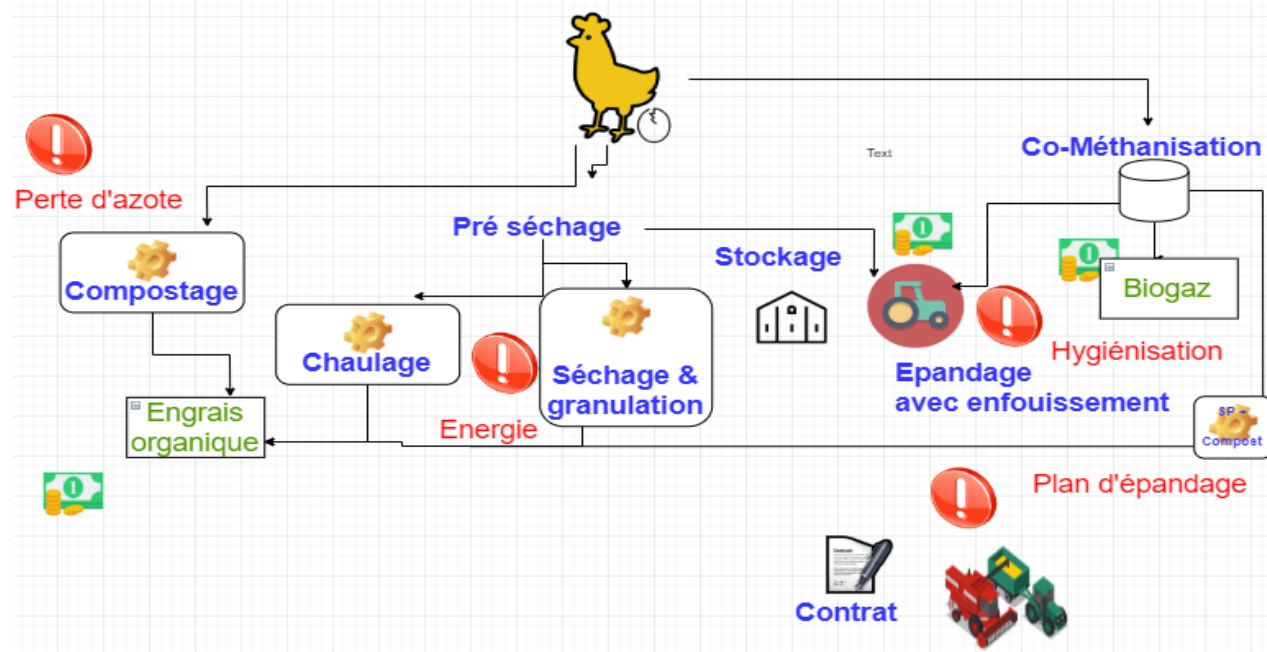 Text
Co-Méthanisation
Perte d'azote
Pré séchage
Stockage
Compostage
Biogaz
Chaulage
Hygiénisation
Séchage &
granulation
Epandage
avec enfouissement
Engrais
organique
Energie
SP +
Compost
Plan d'épandage
Contrat
Contrat